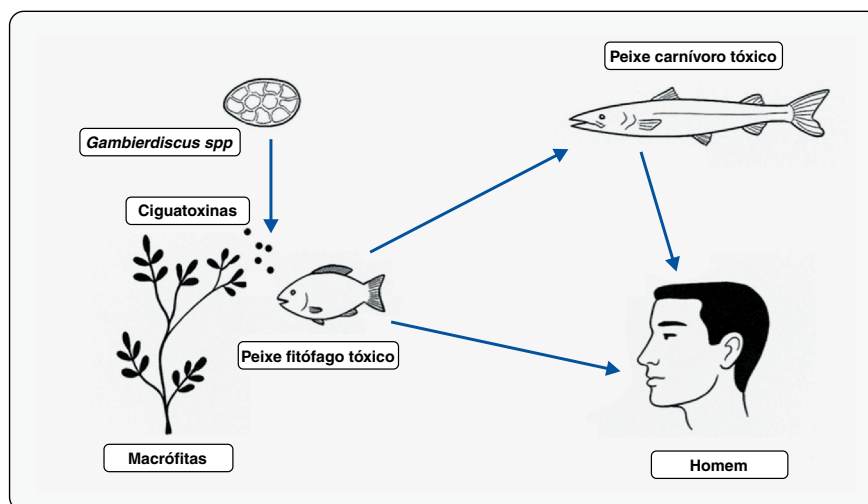 Peixe carnívoro tóxico
Gambierdiscus spp
Ciguatoxinas
Peixe fitófago tóxico
Macrófitas
Homem